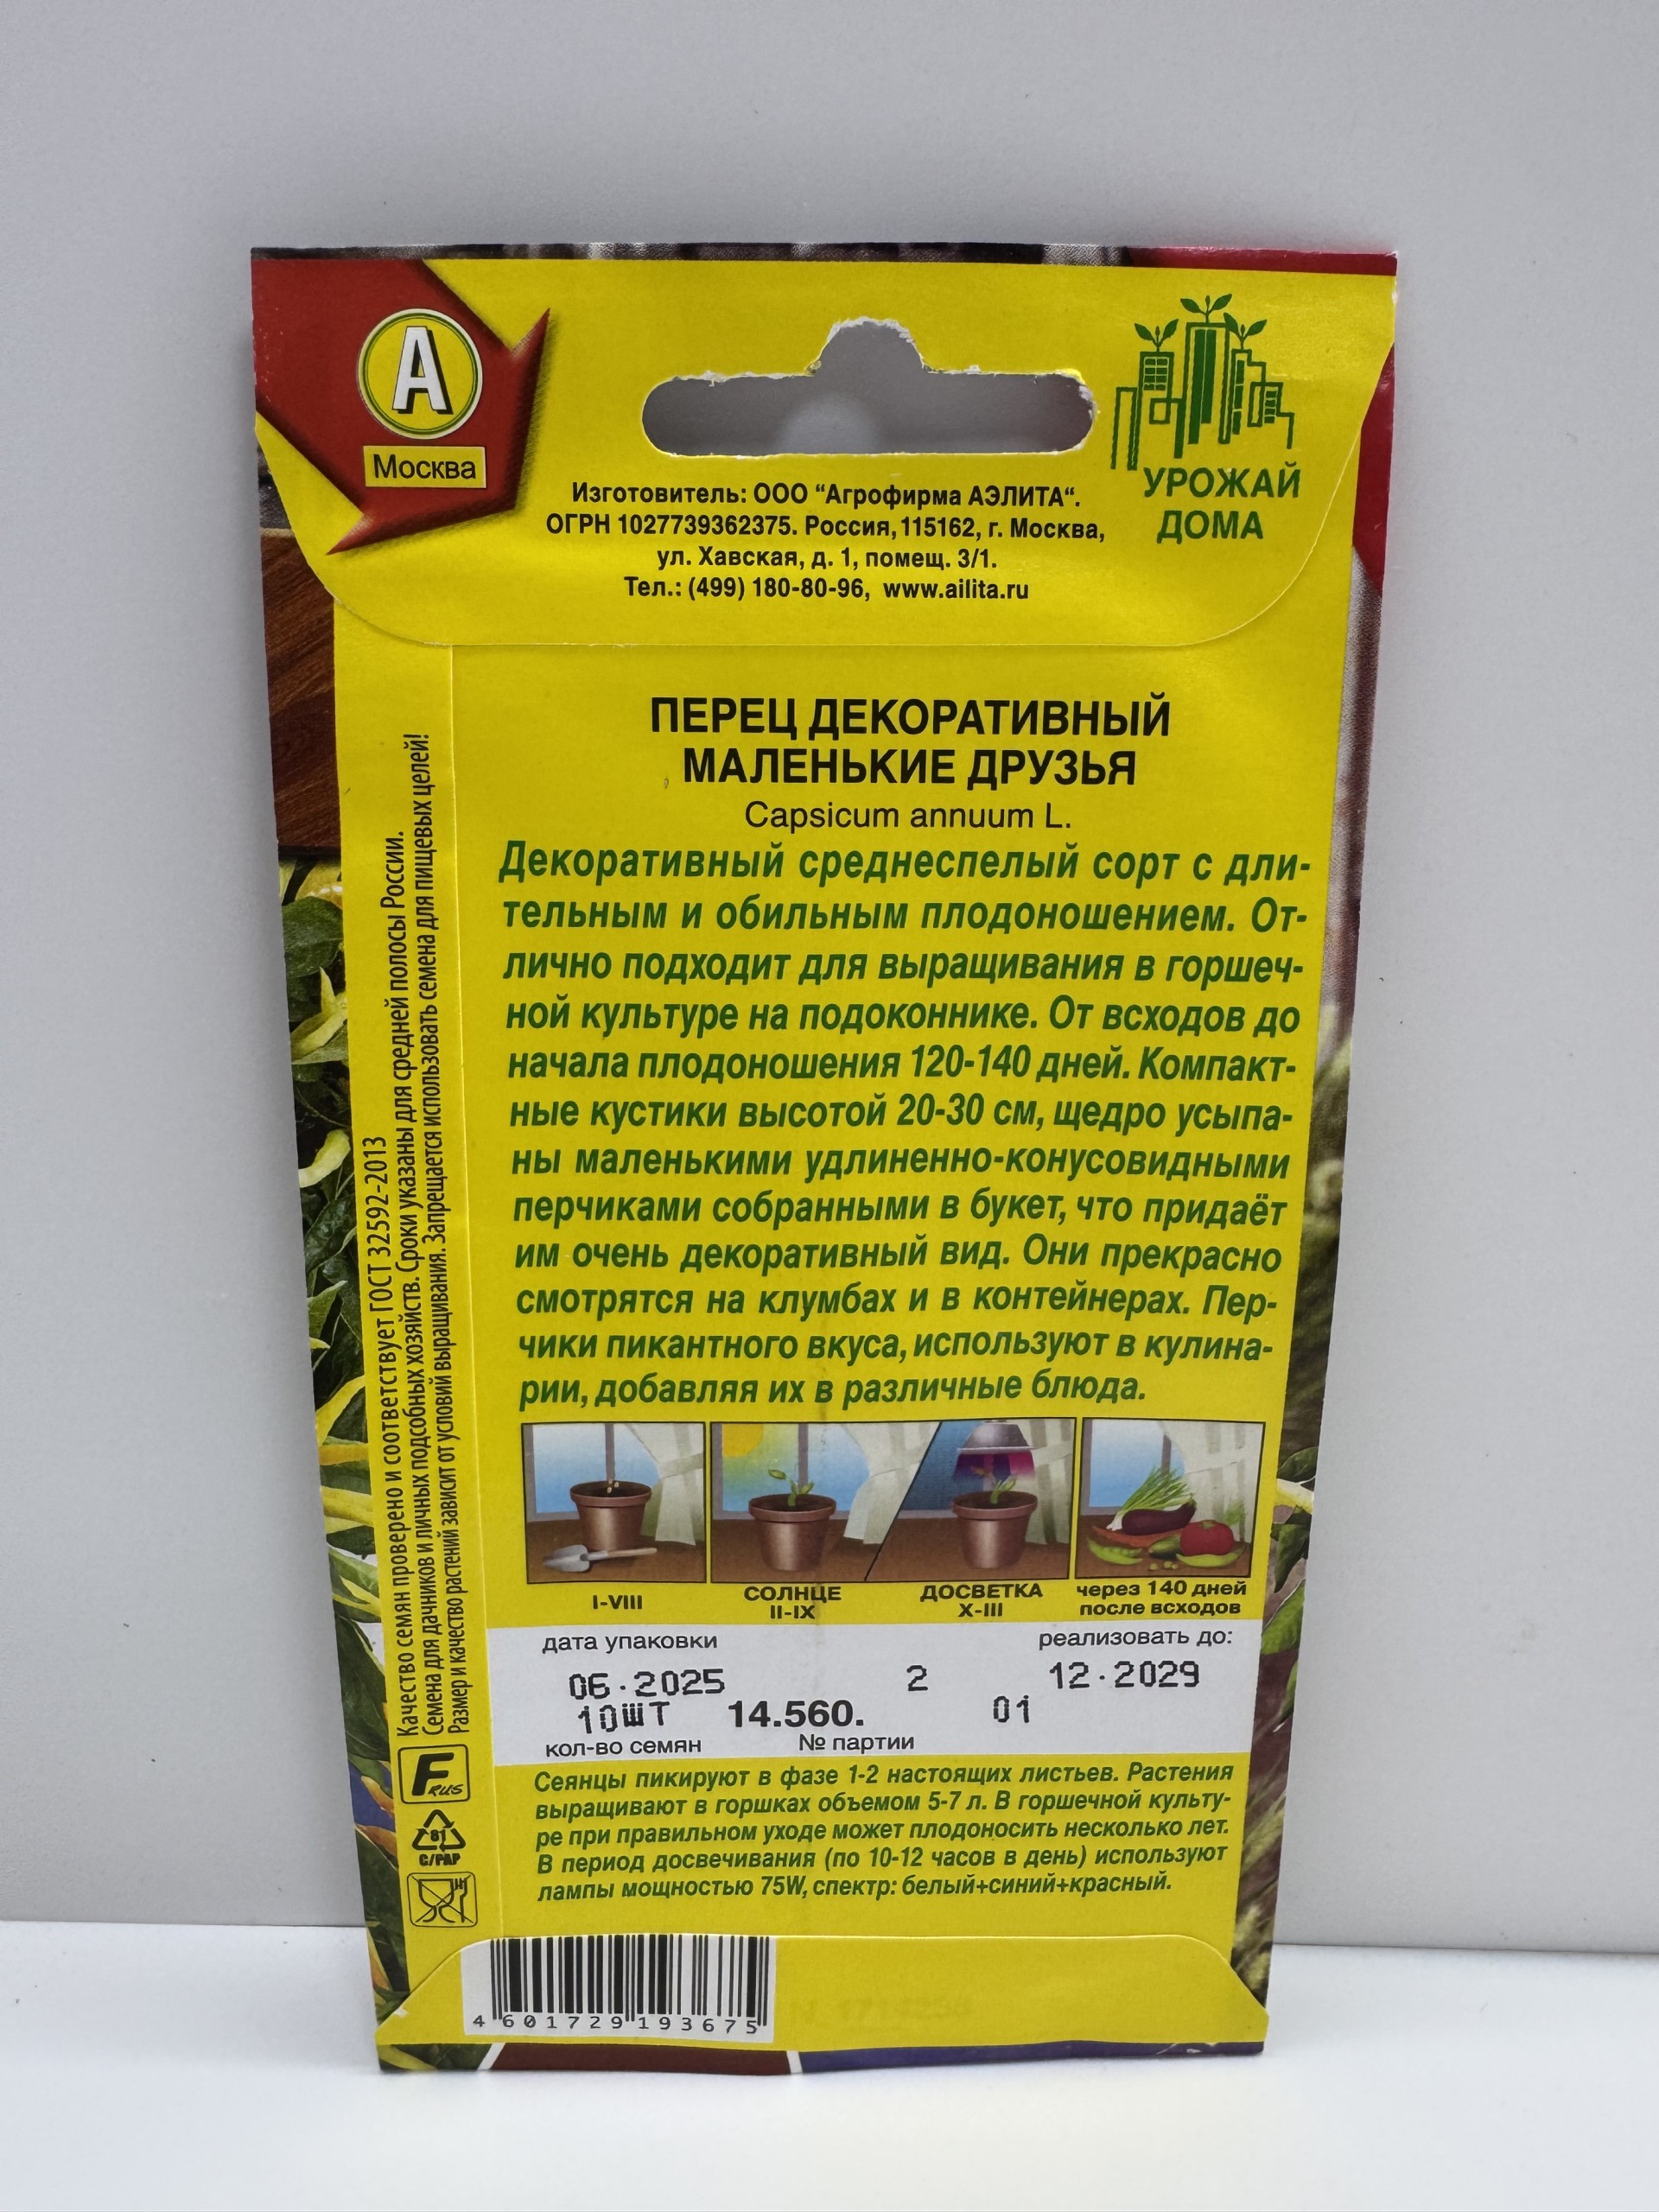 А
Москва
УРОЖАЙ
ДОМА
Изготовитель: ООО “Агрофирма АЭЛИТА“.
ОГРН 1027739362375. Россия, 115162, г. Москва,
ул. Хавская, д. 1, помещ. 3/1.
Тел.: (499) 180-80-96, www.ailita.ru
ПЕРЕЦ ДЕКОРАТИВНЫЙ
МАЛЕНЬКИЕ ДРУЗЬЯ
Capsicum annuum L.
Декоративный среднеспелый сорт с дли-
тельным и обильным плодоношением. От-
лично подходит для выращивания в горшеч-
ной культуре на подоконнике. От всходов до
начала плодоношения 120-140 дней. Компакт-
ные кустики высотой 20-30 см, щедро усыпа-
ны маленькими удлиненно-конусовидными
перчиками собранными в букет, что придаёт
им очень декоративный вид. Они прекрасно
смотрятся на клумбах и в контейнерах. Пер-
чики пикантного вкуса, используют в кулина-
рии, добавляя их в различные блюда.
I-VIII
СОЛНЦЕ
II-IX
ДОСВЕТКА
X-III
через 140 дней
после всходов
дата упаковки
реализовать до:
06.2025 2 12.2029
10ШТ 14.560. 01
кол-во семян № партии
Сеянцы пикируют в фазе 1-2 настоящих листьев. Растения
выращивают в горшках объемом 5-7 л. В горшечной культу-
ре при правильном уходе может плодоносить несколько лет.
В период досвечивания (по 10-12 часов в день) используют
лампы мощностью 75W, спектр: белый+синий+красный.
Качество семян проверено и соответствует ГОСТ 32592-2013
Семена для дачников и личных подсобных хозяйств. Сроки указаны для средней полосы России.
Размер и качество растений зависит от условий выращивания. Запрещается использовать семена для пищевых целей!
F RUS
81
C/PAP
4 601729 193675